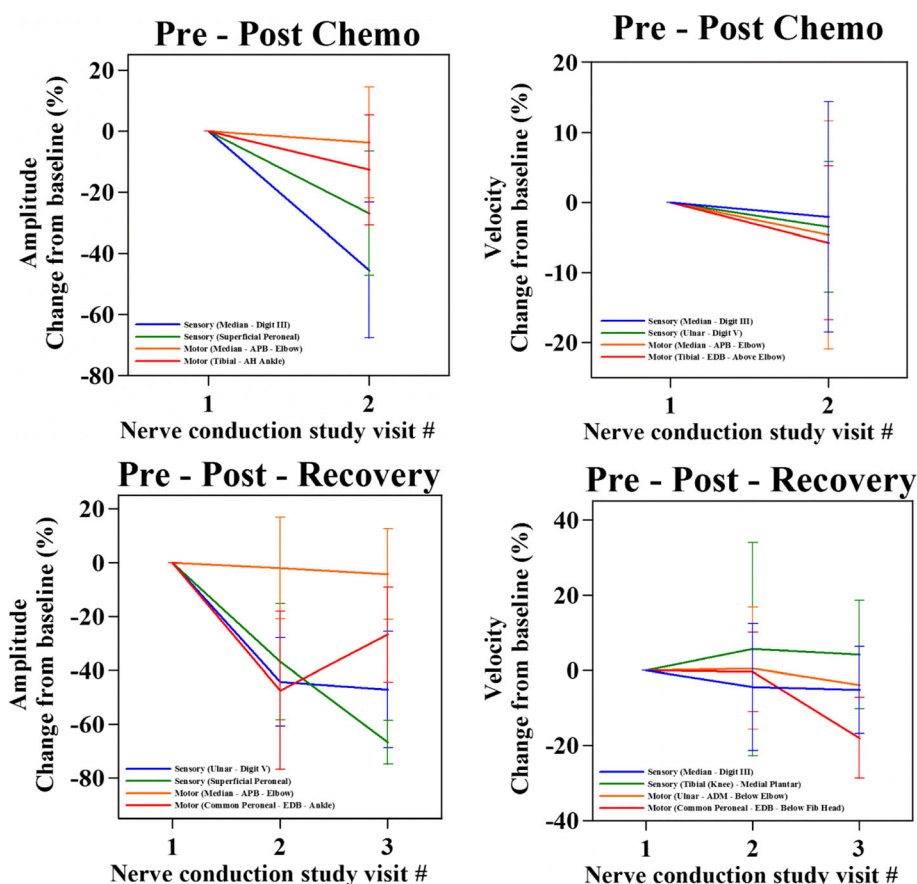 Pre - Post Chemo
Amplitude
Change from baseline (%)
20
0
-20
-40
-60
-80
Sensory (Median - Digit III)
Sensory (Superficial Peroneal)
Motor (Median - APB - Elbow)
Motor (Tibial - AH Ankle)
1
2
Nerve conduction study visit #
Pre - Post Chemo
Velocity
Change from baseline (%)
20
10
0
-10
-20
Sensory (Median - Digit III)
Sensory (Ulnar - Digit V)
Motor (Median - APB - Elbow)
Motor (Tibial - EDB - Above Elbow)
1
2
Nerve conduction study visit #
Pre - Post - Recovery
Amplitude
Change from baseline (%)
20
0
-20
-40
-60
-80
Sensory (Ulnar - Digit V)
Sensory (Superficial Peroneal)
Motor (Median - APB - Elbow)
Motor (Common Peroneal - EDB - Ankle)
1
2
3
Nerve conduction study visit #
Pre - Post - Recovery
Velocity
Change from baseline (%)
40
20
0
-20
-40
Sensory (Median - Digit III)
Sensory (Tibial (Knee) - Medial Plantar)
Motor (Ulnar - ADM - Below Elbow)
Motor (Common Peroneal - EDB - Below Fib Head)
1
2
3
Nerve conduction study visit #